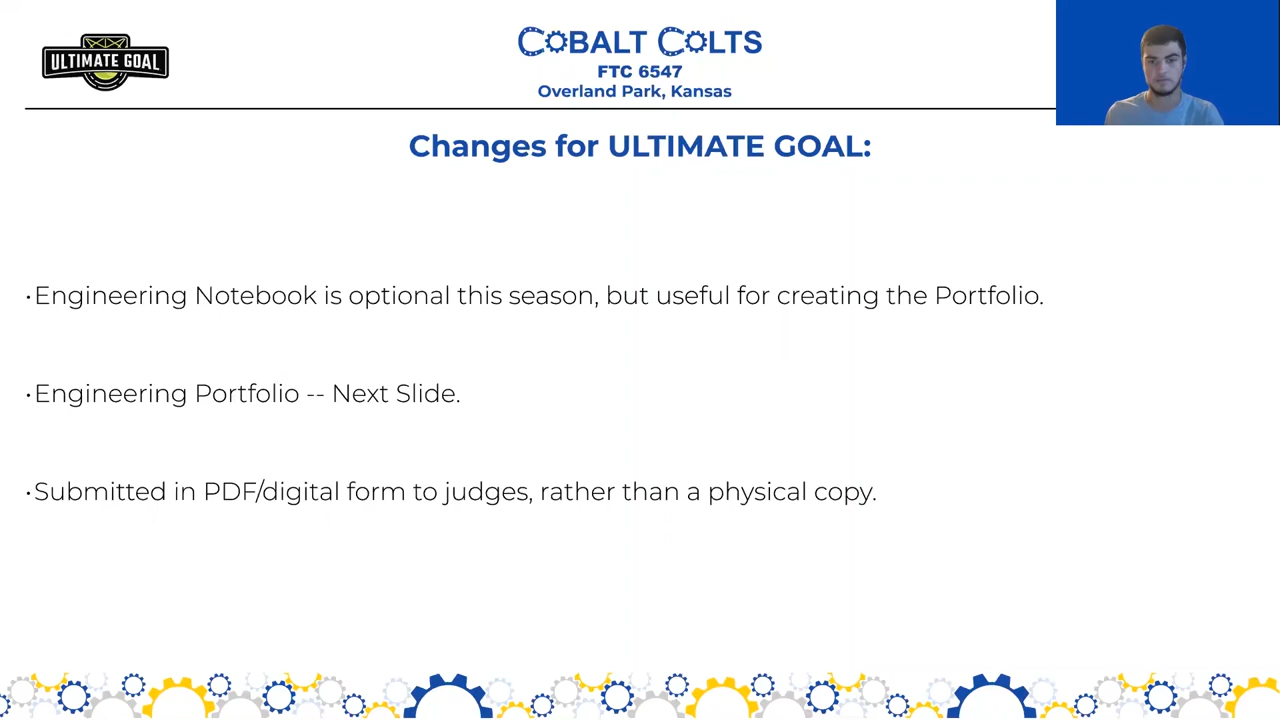 ULTIMATE GOAL
COBALT COLTS
FTC 6547
Overland Park, Kansas
Changes for ULTIMATE GOAL:
·Engineering Notebook is optional this season, but useful for creating the Portfolio.
·Engineering Portfolio -- Next Slide.
·Submitted in PDF/digital form to judges, rather than a physical copy.